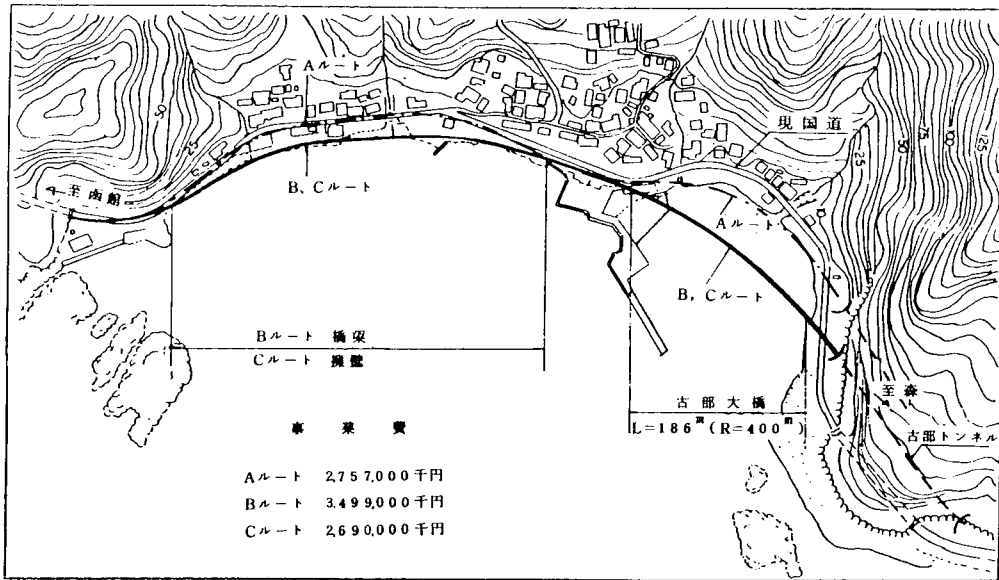 Aルート
現国道
至函館
B、Cルート
Aルート
B，Cルート
Bルート 橋梁
Cルート 擁壁
古部大橋
L=186m(R=400m)
至森
古部トンネル
事業費
Aルート 2,757,000千円
Bルート 3,499,000千円
Cルート 2,690,000千円
25
50
75
100
125